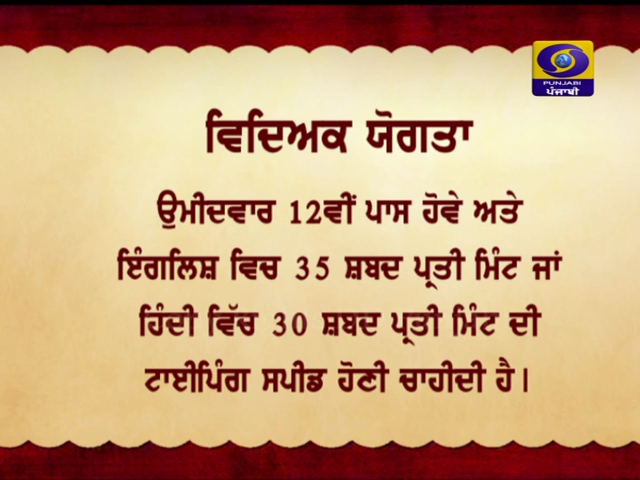 PUNJABI
ਪੰਜਾਬੀ
ਵਿਦਿਅਕ ਯੋਗਤਾ
ਉਮੀਦਵਾਰ 12ਵੀਂ ਪਾਸ ਹੋਵੇ ਅਤੇ
ਇੰਗਲਿਸ਼ ਵਿਚ 35 ਸ਼ਬਦ ਪ੍ਰਤੀ ਮਿੰਟ ਜਾਂ
ਹਿੰਦੀ ਵਿੱਚ 30 ਸ਼ਬਦ ਪ੍ਰਤੀ ਮਿੰਟ ਦੀ
ਟਾਈਪਿੰਗ ਸਪੀਡ ਹੋਣੀ ਚਾਹੀਦੀ ਹੈ।